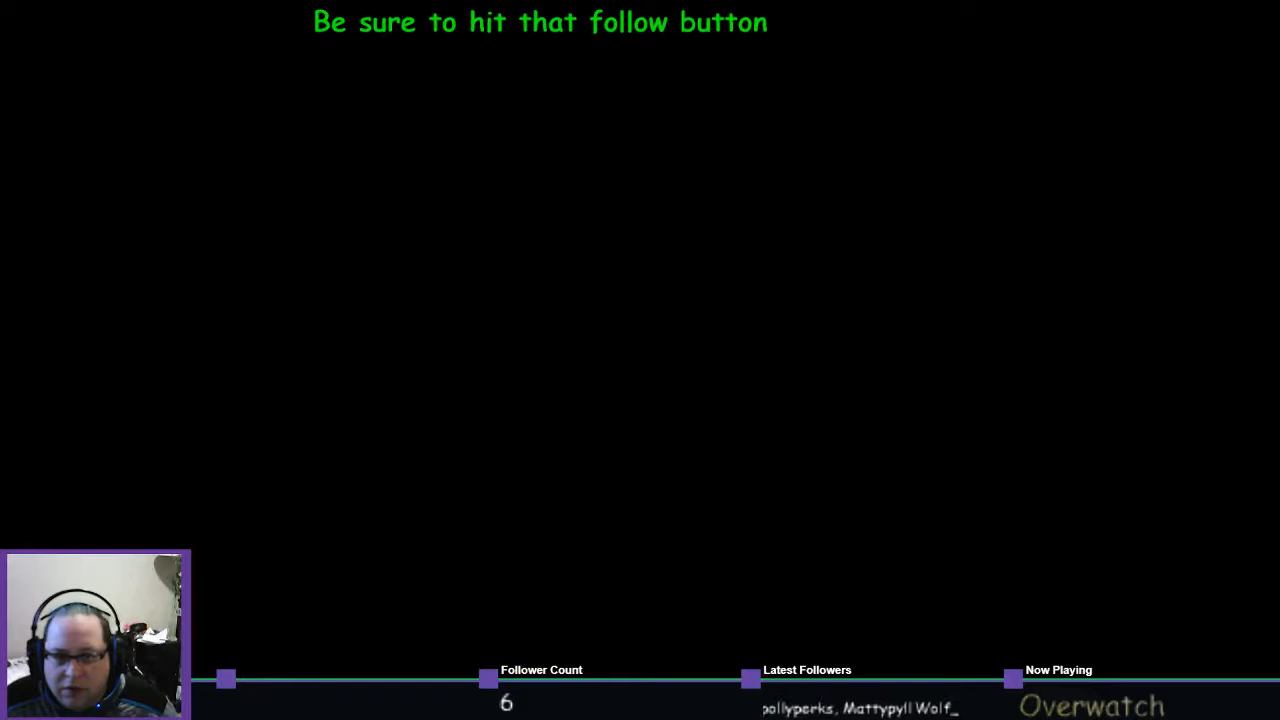 Be sure to hit that follow button
Follower Count
Latest Followers
Now Playing
6
pollyperks, Mattypyll Wolf_
Overwatch